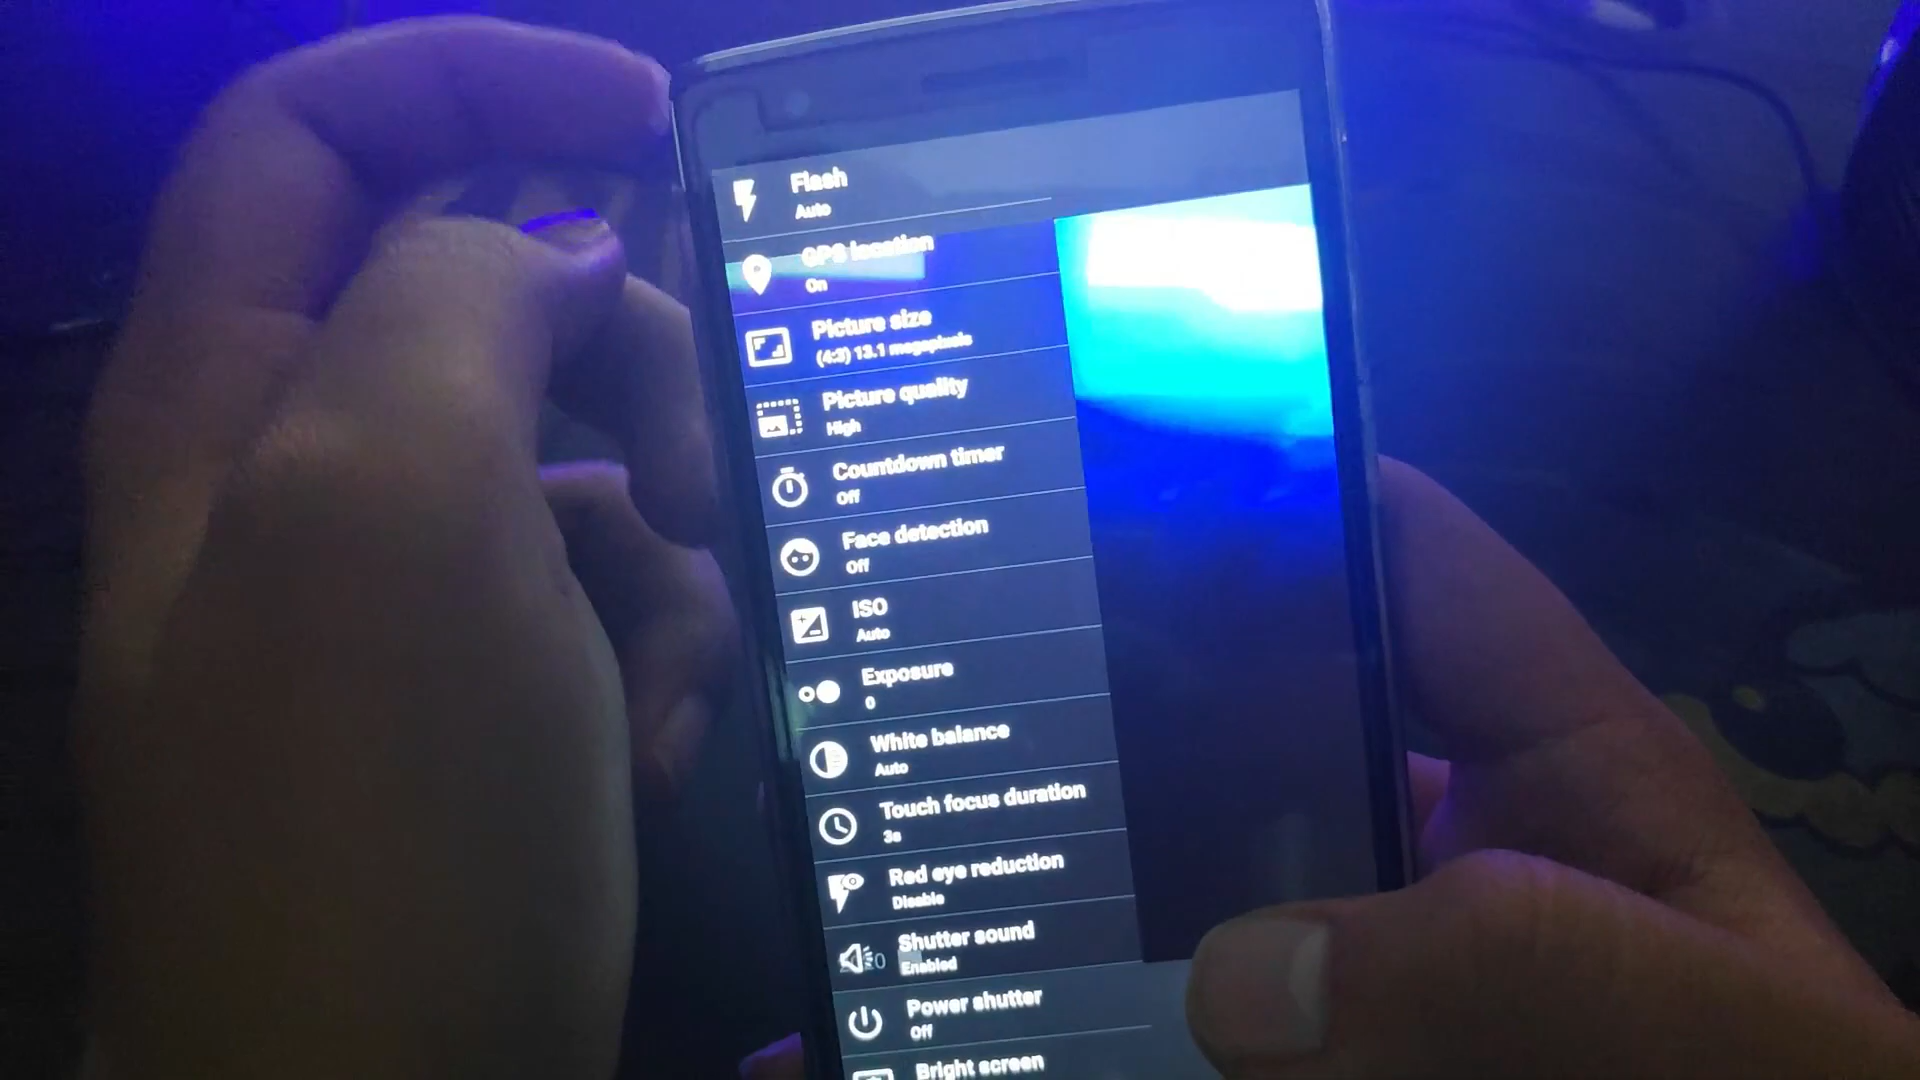 Flash
Auto
GPS location
On
Picture size
(4:3) 13.1 megapixels
Picture quality
High
Countdown timer
Off
Face detection
Off
ISO
Auto
Exposure
0
White balance
Auto
Touch focus duration
3s
Red eye reduction
Disable
Shutter sound
Enabled
Power shutter
Off
Bright screen